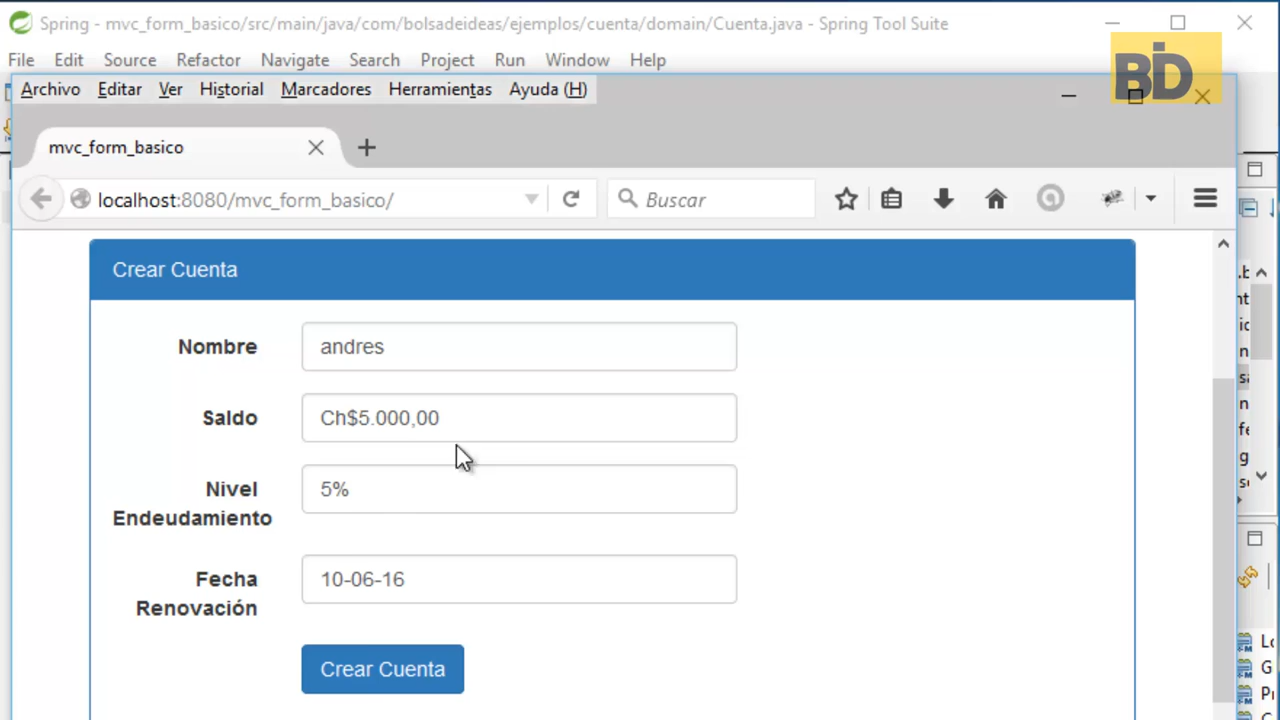 Spring - mvc_form_basico/src/main/java/com/bolsadeideas/ejemplos/cuenta/domain/Cuenta.java - Spring Tool Suite
File Edit Source Refactor Navigate Search Project Run Window Help
BID
Archivo Editar Ver Historial Marcadores Herramientas Ayuda (H)
mvc_form_basico
localhost:8080/mvc_form_basico/
Buscar
Crear Cuenta
Nombre
andres
Saldo
Ch$5.000,00
Nivel
Endeudamiento
5%
Fecha
Renovación
10-06-16
Crear Cuenta